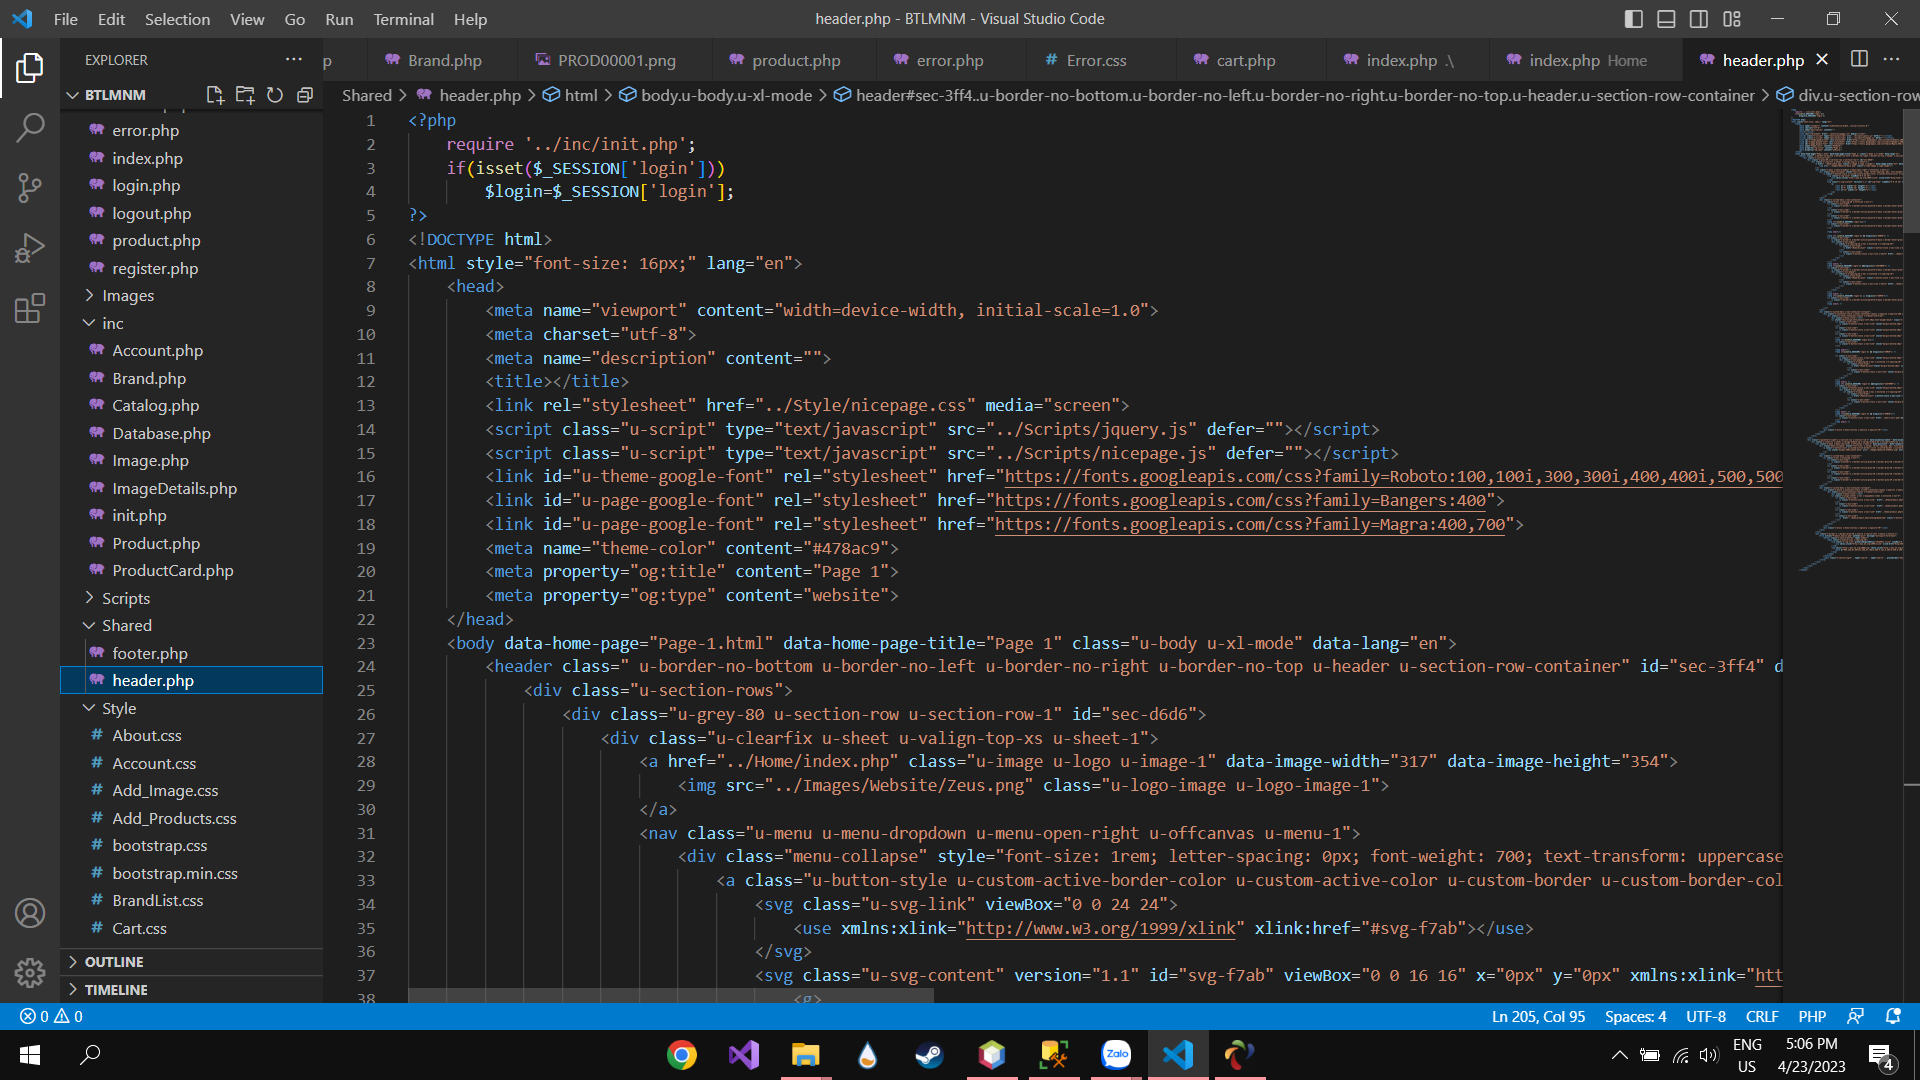 File Edit Selection View Go Run Terminal Help
header.php - BTLMNM - Visual Studio Code
EXPLORER
p Brand.php PROD00001.png product.php error.php # Error.css cart.php index.php .\ index.php Home header.php
BTLMNM
Shared > header.php > html > body.u-body.u-xl-mode > header#sec-3ff4..u-border-no-bottom.u-border-no-left.u-border-no-right.u-border-no-top.u-header.u-section-row-container > div.u-section-row
error.php
index.php
login.php
logout.php
product.php
register.php
Images
inc
Account.php
Brand.php
Catalog.php
Database.php
Image.php
ImageDetails.php
init.php
Product.php
ProductCard.php
Scripts
Shared
footer.php
header.php
Style
# About.css
# Account.css
# Add_Image.css
# Add_Products.css
# bootstrap.css
# bootstrap.min.css
# BrandList.css
# Cart.css
OUTLINE
TIMELINE
1 <?php
2 require '../inc/init.php';
3 if(isset($_SESSION['login']))
4 $login=$_SESSION['login'];
5 ?>
6 <!DOCTYPE html>
7 <html style="font-size: 16px;" lang="en">
8 <head>
9 <meta name="viewport" content="width=device-width, initial-scale=1.0">
10 <meta charset="utf-8">
11 <meta name="description" content="">
12 <title></title>
13 <link rel="stylesheet" href="../Style/nicepage.css" media="screen">
14 <script class="u-script" type="text/javascript" src="../Scripts/jquery.js" defer=""></script>
15 <script class="u-script" type="text/javascript" src="../Scripts/nicepage.js" defer=""></script>
16 <link id="u-theme-google-font" rel="stylesheet" href="https://fonts.googleapis.com/css?family=Roboto:100,100i,300,300i,400,400i,500,500
17 <link id="u-page-google-font" rel="stylesheet" href="https://fonts.googleapis.com/css?family=Bangers:400">
18 <link id="u-page-google-font" rel="stylesheet" href="https://fonts.googleapis.com/css?family=Magra:400,700">
19 <meta name="theme-color" content="#478ac9">
20 <meta property="og:title" content="Page 1">
21 <meta property="og:type" content="website">
22 </head>
23 <body data-home-page="Page-1.html" data-home-page-title="Page 1" class="u-body u-xl-mode" data-lang="en">
24 <header class=" u-border-no-bottom u-border-no-left u-border-no-right u-border-no-top u-header u-section-row-container" id="sec-3ff4" d
25 <div class="u-section-rows">
26 <div class="u-grey-80 u-section-row u-section-row-1" id="sec-d6d6">
27 <div class="u-clearfix u-sheet u-valign-top-xs u-sheet-1">
28 <a href="../Home/index.php" class="u-image u-logo u-image-1" data-image-width="317" data-image-height="354">
29 <img src="../Images/Website/Zeus.png" class="u-logo-image u-logo-image-1">
30 </a>
31 <nav class="u-menu u-menu-dropdown u-menu-open-right u-offcanvas u-menu-1">
32 <div class="menu-collapse" style="font-size: 1rem; letter-spacing: 0px; font-weight: 700; text-transform: uppercase
33 <a class="u-button-style u-custom-active-border-color u-custom-active-color u-custom-border u-custom-border-col
34 <svg class="u-svg-link" viewBox="0 0 24 24">
35 <use xmlns:xlink="http://www.w3.org/1999/xlink" xlink:href="#svg-f7ab"></use>
36 </svg>
37 <svg class="u-svg-content" version="1.1" id="svg-f7ab" viewBox="0 0 16 16" x="0px" y="0px" xmlns:xlink="htt
38 <g>
0 0
Ln 205, Col 95 Spaces: 4 UTF-8 CRLF PHP
Zalo
ENG
US
5:06 PM
4/23/2023
4